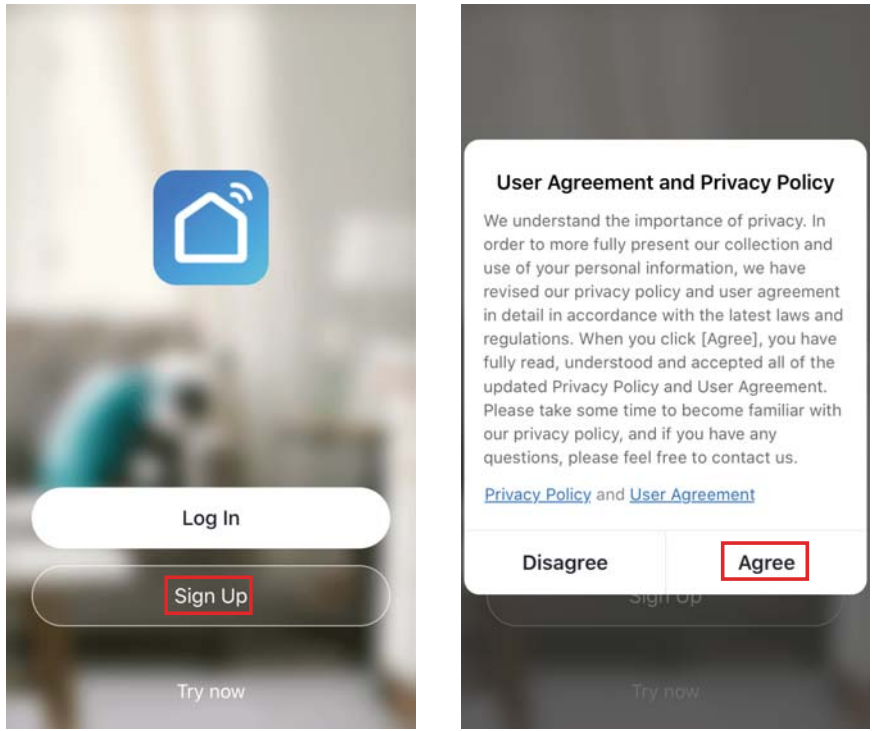 Log In
Sign Up
Try now
User Agreement and Privacy Policy
We understand the importance of privacy. In
order to more fully present our collection and
use of your personal information, we have
revised our privacy policy and user agreement
in detail in accordance with the latest laws and
regulations. When you click [Agree], you have
fully read, understood and accepted all of the
updated Privacy Policy and User Agreement.
Please take some time to become familiar with
our privacy policy, and if you have any
questions, please feel free to contact us.
Privacy Policy and User Agreement
Disagree Agree
Sign Up
Try now